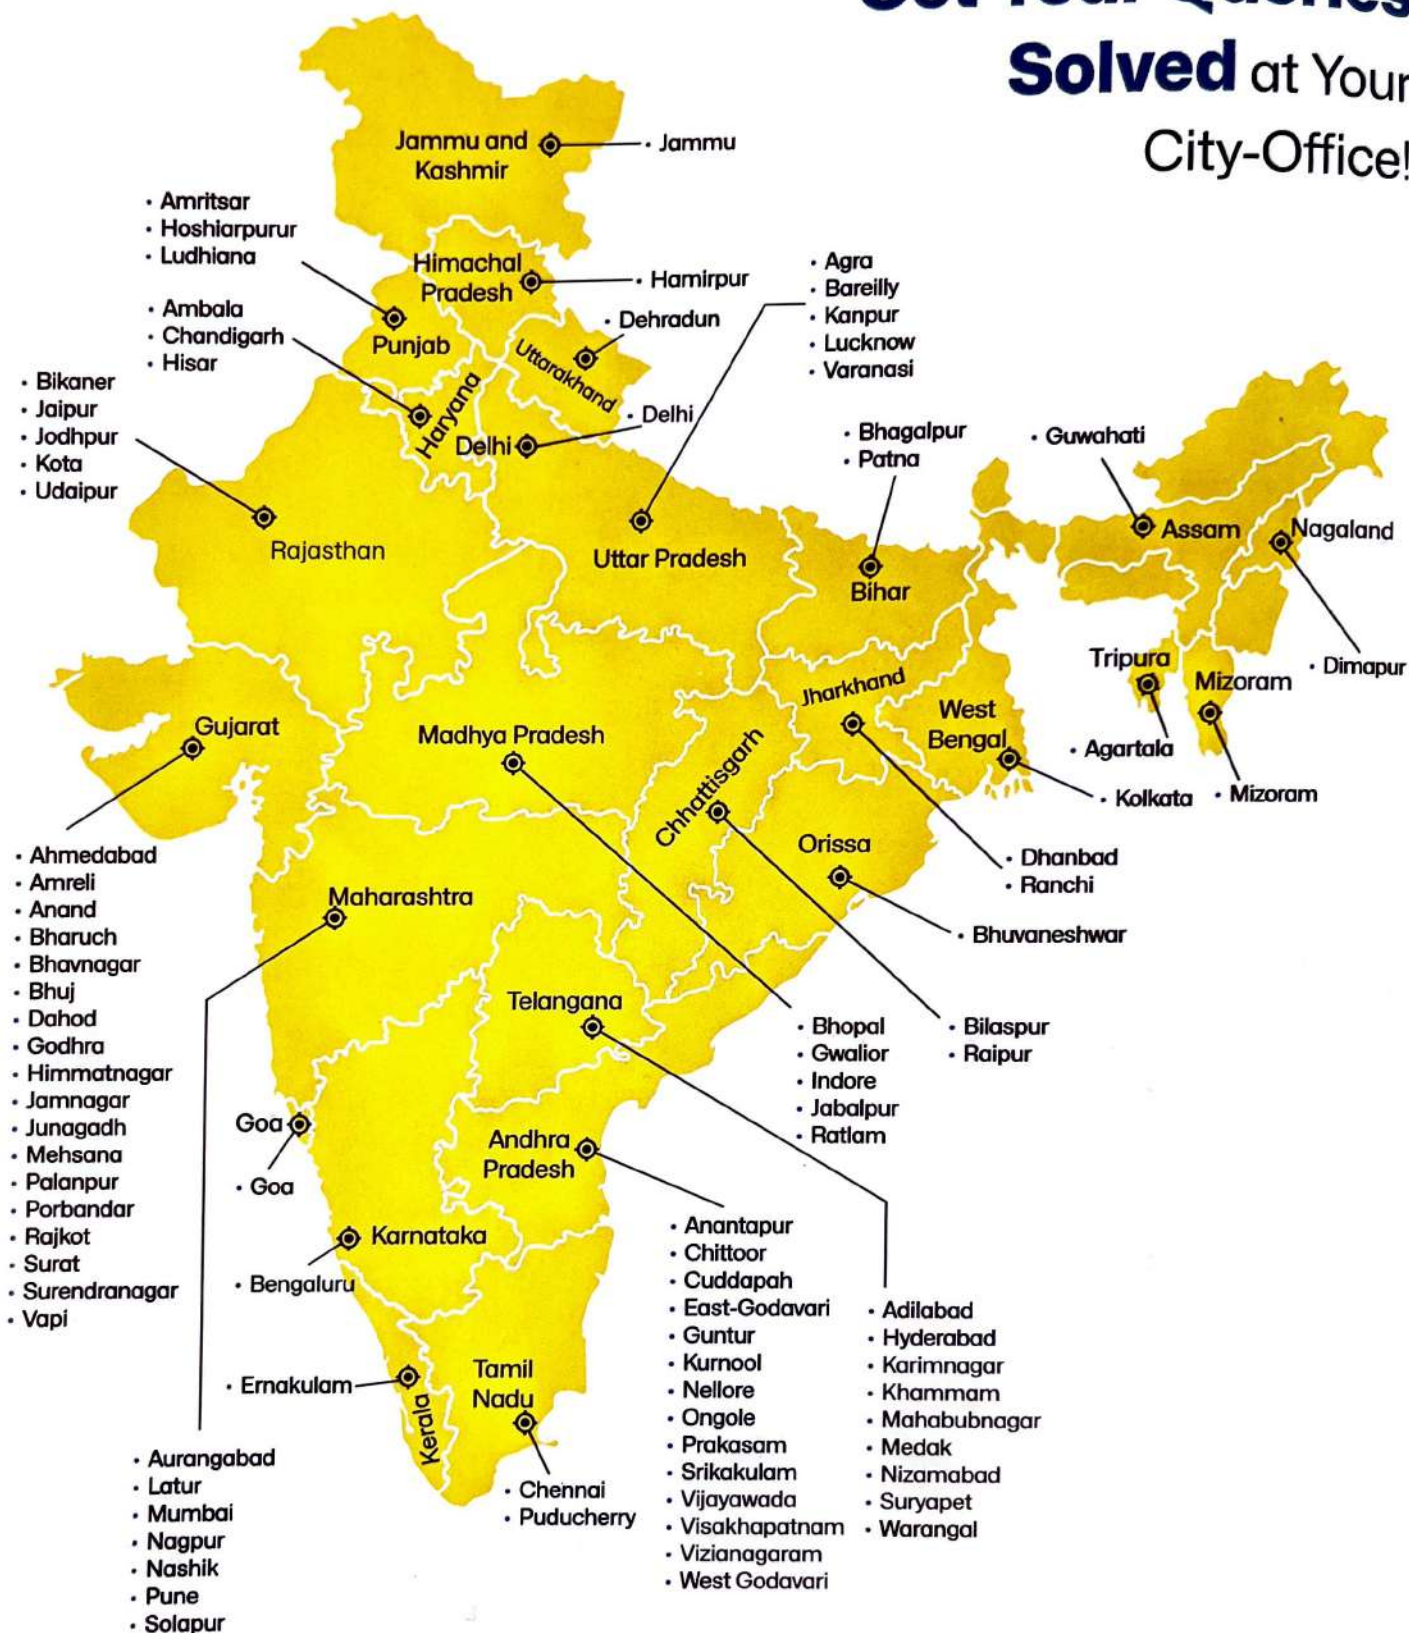 Get Your Queries
Solved at Your
City-Office!
Jammu and
Kashmir
• Jammu
• Amritsar
• Hoshiarpurur
• Ludhiana
Himachal
Pradesh
• Hamirpur
• Ambala
• Chandigarh
• Hisar
Punjab
• Dehradun
Uttarakhand
• Agra
• Bareilly
• Kanpur
• Lucknow
• Varanasi
• Bikaner
• Jaipur
• Jodhpur
• Kota
• Udaipur
Haryana
Delhi
• Delhi
• Bhagalpur
• Patna
• Guwahati
Rajasthan
Uttar Pradesh
Bihar
Assam
Nagaland
• Dimapur
Tripura
Mizoram
• Agartala
• Mizoram
Jharkhand
West
Bengal
• Kolkata
Gujarat
Madhya Pradesh
Chhattisgarh
Orissa
• Dhanbad
• Ranchi
• Bhuvaneshwar
Maharashtra
• Ahmedabad
• Amreli
• Anand
• Bharuch
• Bhavnagar
• Bhuj
• Dahod
• Godhra
• Himmatnagar
• Jamnagar
• Junagadh
• Mehsana
• Palanpur
• Porbandar
• Rajkot
• Surat
• Surendranagar
• Vapi
Telangana
• Bhopal
• Gwalior
• Indore
• Jabalpur
• Ratlam
• Bilaspur
• Raipur
Goa
• Goa
Andhra
Pradesh
Karnataka
• Bengaluru
• Anantapur
• Chittoor
• Cuddapah
• East-Godavari
• Guntur
• Kurnool
• Nellore
• Ongole
• Prakasam
• Srikakulam
• Vijayawada
• Visakhapatnam
• Vizianagaram
• West Godavari
• Adilabad
• Hyderabad
• Karimnagar
• Khammam
• Mahabubnagar
• Medak
• Nizamabad
• Suryapet
• Warangal
• Ernakulam
Kerala
Tamil
Nadu
• Chennai
• Puducherry
• Aurangabad
• Latur
• Mumbai
• Nagpur
• Nashik
• Pune
• Solapur